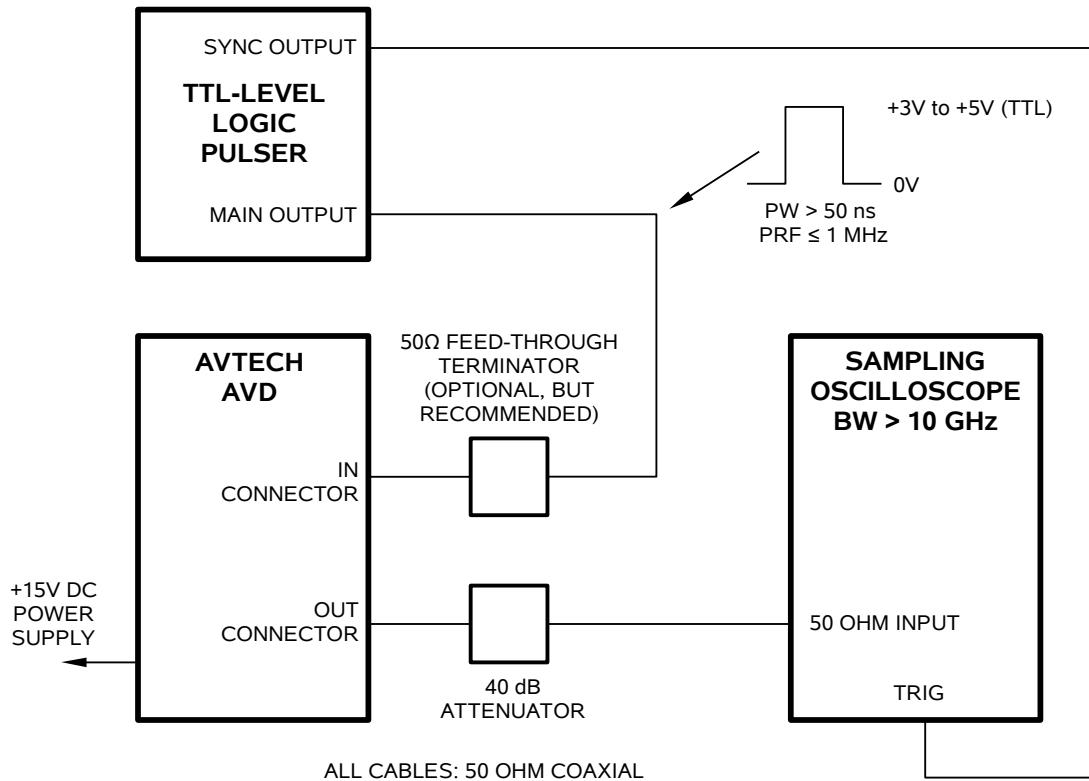 SYNC OUTPUT
TTL-LEVEL
LOGIC
PULSER
MAIN OUTPUT
+3V to +5V (TTL)
0V
PW > 50 ns
PRF ≤ 1 MHz
AVTECH
AVD
50Ω FEED-THROUGH
TERMINATOR
(OPTIONAL, BUT
RECOMMENDED)
SAMPLING
OSCILLOSCOPE
BW > 10 GHz
IN
CONNECTOR
+15V DC
POWER
SUPPLY
OUT
CONNECTOR
50 OHM INPUT
40 dB
ATTENUATOR
TRIG
ALL CABLES: 50 OHM COAXIAL